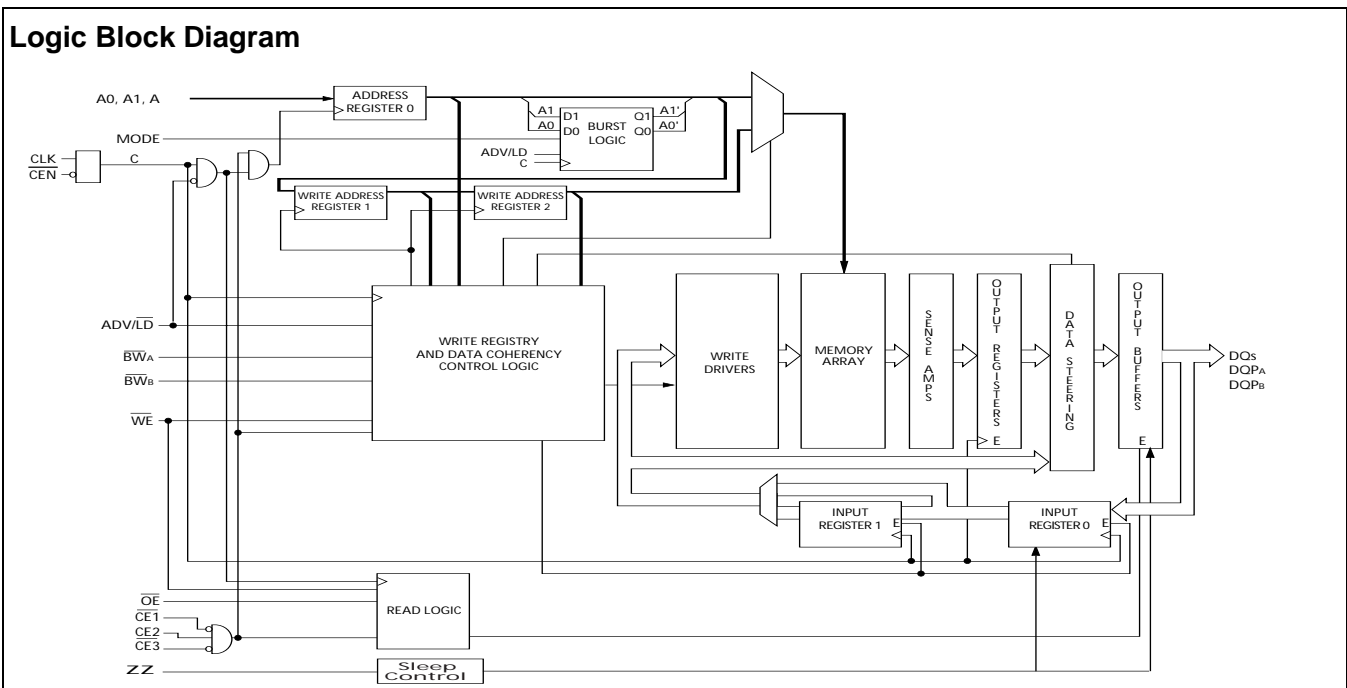 Logic Block Diagram
A0, A1, A
ADDRESS
REGISTER 0
MODE
CLK
CEN
C
A1
A0
D1
D0
BURST
LOGIC
Q1
Q0
A1'
A0'
ADV/LD
C
WRITE ADDRESS
REGISTER 1
WRITE ADDRESS
REGISTER 2
ADV/LD
BWA
BWB
WE
WRITE REGISTRY
AND DATA COHERENCY
CONTROL LOGIC
WRITE
DRIVERS
MEMORY
ARRAY
SENSE AMPS
OUTPUT REGISTERS
E
DATA STEERING
OUTPUT BUFFERS
E
DQs
DQPA
DQPB
INPUT
REGISTER 1
E
INPUT
REGISTER 0
E
OE
CE1
CE2
CE3
READ LOGIC
ZZ
Sleep
Control